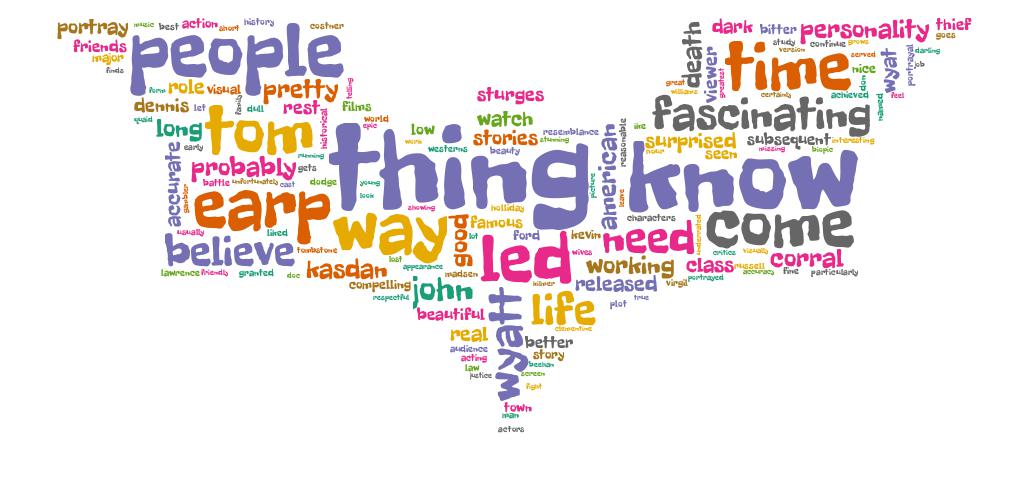 portray music best action short history costner
friends people dark bitter personality thief
major death study continue grows goes
finds version served wyat darling
time nice portrayal
form role visual pretty telling viewer greatest great job
family sturges williams certainly achieved don feel
dennis let dull rest films watch fascinating named
quaid tom historical world epic low stories resemblance like
long early work stunning surprised subsequent interesting
running westerns beauty reasonable hour seen missing biopic
probably gets thing american know
accurate battle unfortunately cast dodge young picture
gambler earp look showing holliday leave characters
usually liked way good famous come
lot ford kevin need underrated
believe tombstone led wives critics visually
lost kasdan appearance madsen working class russell corral
lawrence friendly granted doc accuracy fine particularly
compelling kilmer released virgil portrayed
respectful john plot true
beautiful wyatt life
clementine
real better
audience story
acting beehan
law screen
justice fight
town
man
actors